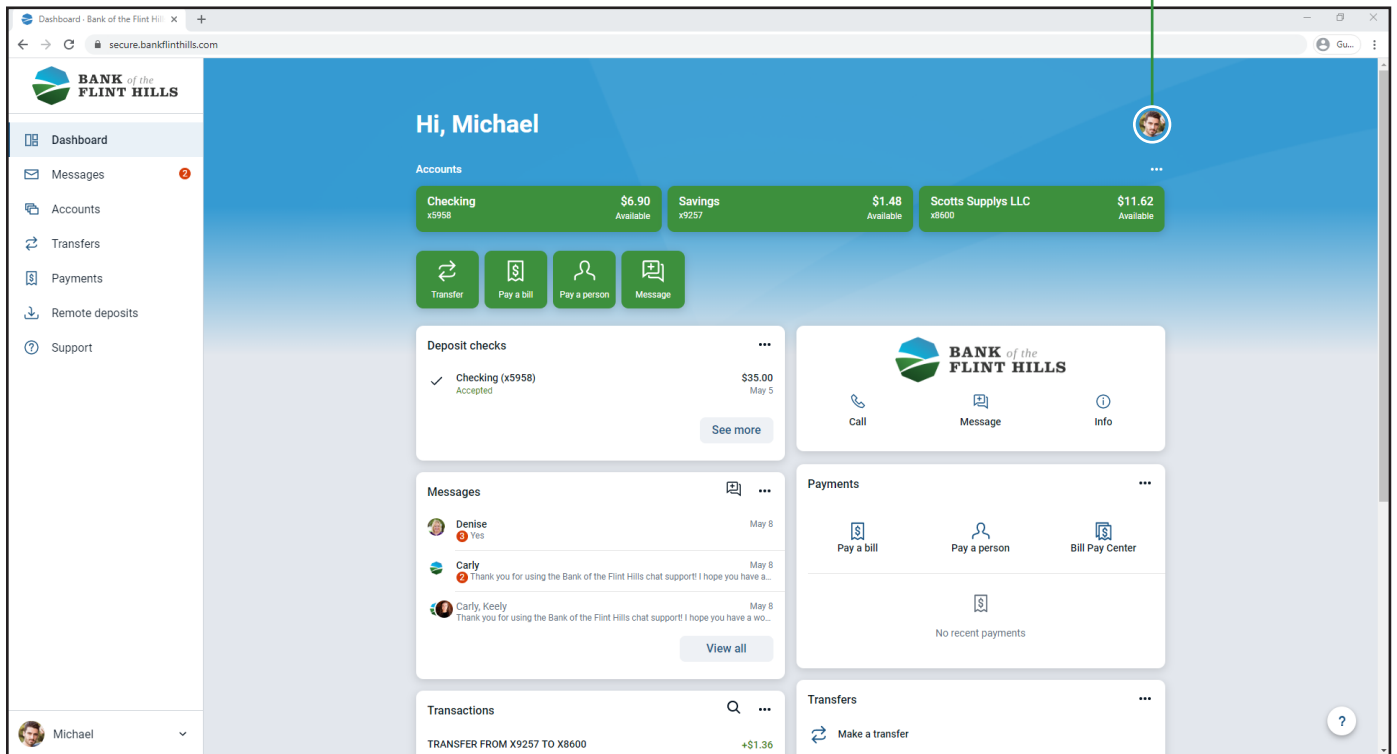 Dashboard · Bank of the Flint Hill
secure.bankflinthills.com
Gu...
BANK of the
FLINT HILLS
Dashboard
Messages 2
Accounts
Transfers
Payments
Remote deposits
Support
Michael
Hi, Michael
Accounts
Checking $6.90
x5958 Available
Savings $1.48
x9257 Available
Scotts Supplys LLC $11.62
x8600 Available
Transfer
Pay a bill
Pay a person
Message
Deposit checks
Checking (x5958) $35.00
Accepted May 5
See more
Messages
Denise May 8
3 Yes
Carly May 8
2 Thank you for using the Bank of the Flint Hills chat support! I hope you have a...
Carly, Keely May 8
Thank you for using the Bank of the Flint Hills chat support! I hope you have a wo...
View all
Transactions
TRANSFER FROM X9257 TO X8600 +$1.36
BANK of the
FLINT HILLS
Call
Message
Info
Payments
Pay a bill
Pay a person
Bill Pay Center
No recent payments
Transfers
Make a transfer
?